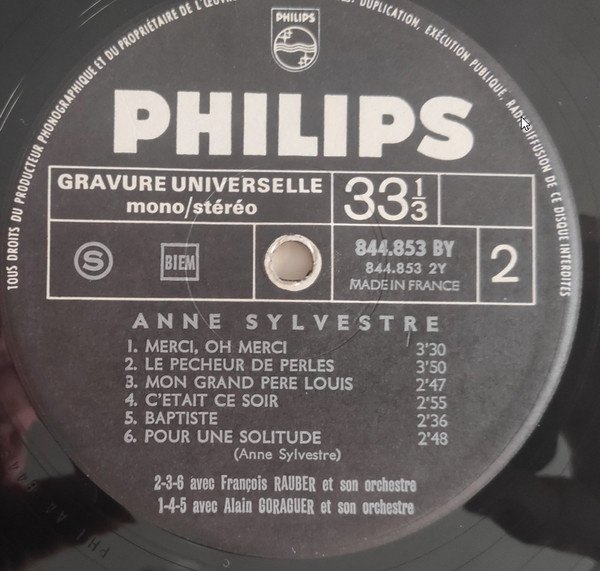 TOUS DROITS DU PRODUCTEUR PHONOGRAPHIQUE ET DU PROPRIÉTAIRE DE L'ŒUVRE
DUPLICATION, EXÉCUTION PUBLIQUE, RADIODIFFUSION DE CE DISQUE INTERDITES
PHILIPS
PHILIPS
GRAVURE UNIVERSELLE
mono/stéréo
33 1/3
S
BIEM
844.853 BY
844.853 2Y
MADE IN FRANCE
2
ANNE SYLVESTRE
1. MERCI, OH MERCI 3'30
2. LE PECHEUR DE PERLES 3'50
3. MON GRAND PERE LOUIS 2'47
4. C'ETAIT CE SOIR 2'55
5. BAPTISTE 2'36
6. POUR UNE SOLITUDE 2'48
(Anne Sylvestre)
2-3-6 avec François RAUBER et son orchestre
1-4-5 avec Alain GORAGUER et son orchestre